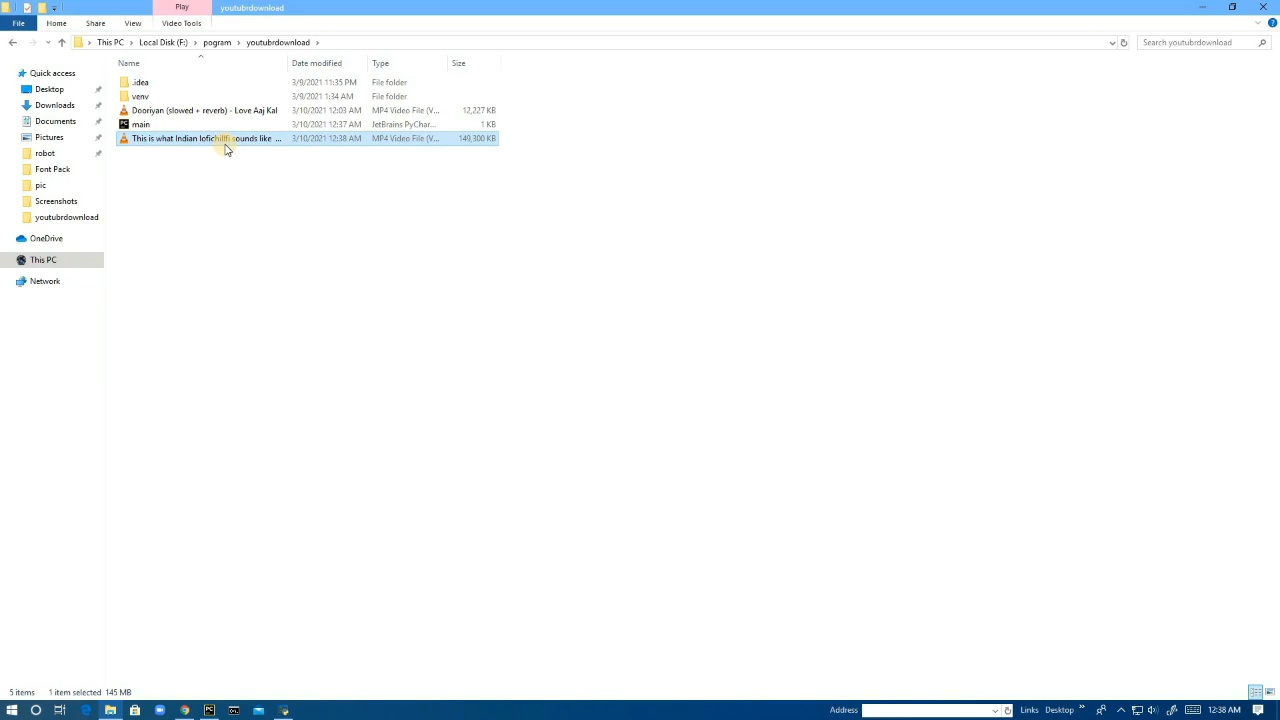 Play youtubrdownload
File Home Share View Video Tools
This PC Local Disk (F:) pogram youtubrdownload Search youtubrdownload
Name Date modified Type Size
Quick access
Desktop
Downloads
Documents
Pictures
robot
Font Pack
pic
Screenshots
youtubrdownload
OneDrive
This PC
Network
.idea 3/9/2021 11:35 PM File folder
venv 3/9/2021 1:34 AM File folder
Dooriyan (slowed + reverb) - Love Aaj Kal 3/10/2021 12:03 AM MP4 Video File (V... 12,227 KB
main 3/10/2021 12:37 AM JetBrains PyChar... 1 KB
This is what Indian lofichillfi sounds like ... 3/10/2021 12:38 AM MP4 Video File (V... 149,300 KB
5 items 1 item selected 145 MB
Address Links Desktop 12:38 AM